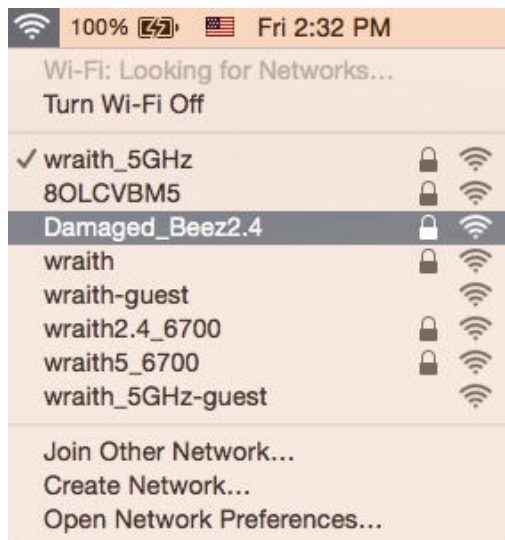 100% Fri 2:32 PM
Wi-Fi: Looking for Networks...
Turn Wi-Fi Off
wraith_5GHz
8OLCVBM5
Damaged_Beez2.4
wraith
wraith-guest
wraith2.4_6700
wraith5_6700
wraith_5GHz-guest
Join Other Network...
Create Network...
Open Network Preferences...